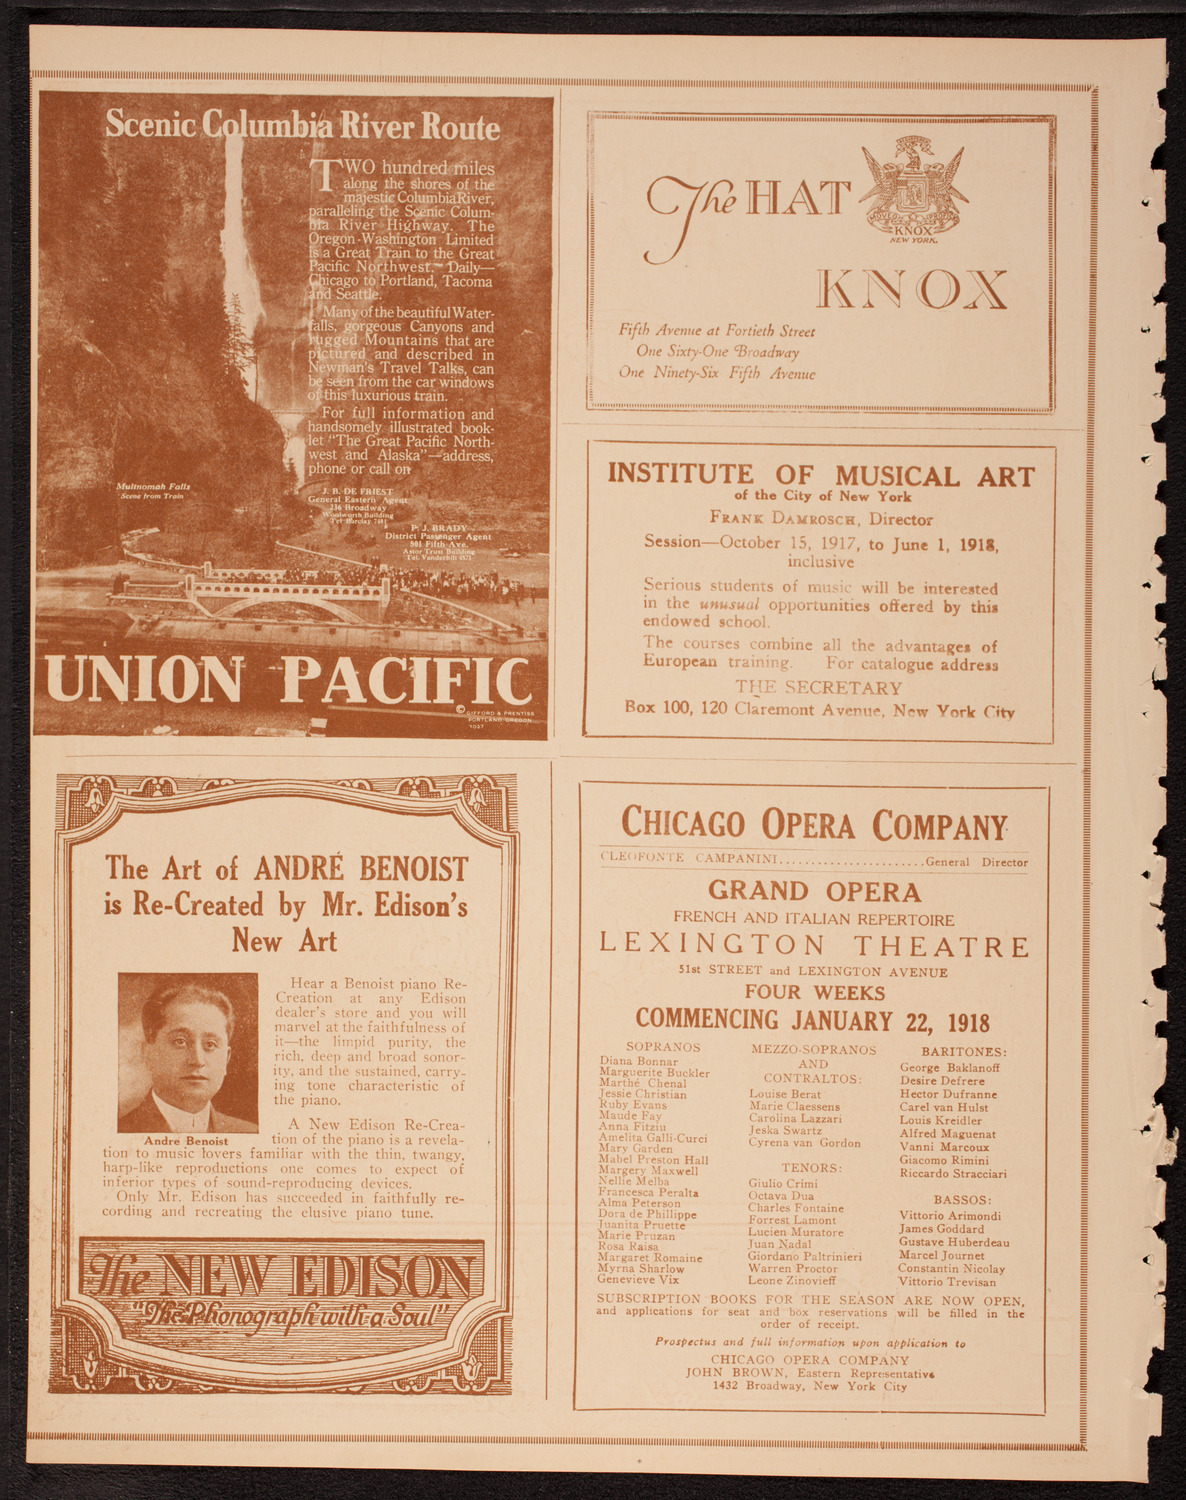 Scenic Columbia River Route
TWO hundred miles
along the shores of the
majestic Columbia River,
paralleling the Scenic Colum-
bia River Highway. The
Oregon-Washington Limited
is a Great Train to the Great
Pacific Northwest. Daily—
Chicago to Portland, Tacoma
and Seattle.
Many of the beautiful Water-
falls, gorgeous Canyons and
rugged Mountains that are
pictured and described in
Newman's Travel Talks, can
be seen from the car windows
of this luxurious train.
For full information and
handsomely illustrated book-
let "The Great Pacific North-
west and Alaska"—address,
phone or call on
Multnomah Falls
Scene from Train
J. B. DE FRIEST
General Eastern Agent
236 Broadway
Woolworth Building
Tel. Barclay
P. J. BRADY
District Passenger Agent
501 Fifth Ave.
Astor Trust Building
Tel. Vanderbilt
UNION PACIFIC
© GIFFORD & PRENTISS
PORTLAND OREGON
1027
The HAT
KNOX
NEW YORK.
KNOX
Fifth Avenue at Fortieth Street
One Sixty-One Broadway
One Ninety-Six Fifth Avenue
INSTITUTE OF MUSICAL ART
of the City of New York
FRANK DAMROSCH, Director
Session—October 15, 1917, to June 1, 1918,
inclusive
Serious students of music will be interested
in the unusual opportunities offered by this
endowed school.
The courses combine all the advantages of
European training. For catalogue address
THE SECRETARY
Box 100, 120 Claremont Avenue, New York City
The Art of ANDRÉ BENOIST
is Re-Created by Mr. Edison's
New Art
Hear a Benoist piano Re-
Creation at any Edison
dealer's store and you will
marvel at the faithfulness of
it—the limpid purity, the
rich, deep and broad sonor-
ity, and the sustained, carry-
ing tone characteristic of
the piano.
Andre Benoist
A New Edison Re-Crea-
tion of the piano is a revela-
tion to music lovers familiar with the thin, twangy,
harp-like reproductions one comes to expect of
inferior types of sound-reproducing devices.
Only Mr. Edison has succeeded in faithfully re-
cording and recreating the elusive piano tune.
The NEW EDISON
"The Phonograph with a Soul"
CHICAGO OPERA COMPANY
CLEOFONTE CAMPANINI.......................General Director
GRAND OPERA
FRENCH AND ITALIAN REPERTOIRE
LEXINGTON THEATRE
51st STREET and LEXINGTON AVENUE
FOUR WEEKS
COMMENCING JANUARY 22, 1918
SOPRANOS
Diana Bonnar
Marguerite Buckler
Marthé Chenal
Jessie Christian
Ruby Evans
Maude Fay
Anna Fitziu
Amelita Galli-Curci
Mary Garden
Mabel Preston Hall
Margery Maxwell
Nellie Melba
Francesca Peralta
Alma Peterson
Dora de Phillippe
Juanita Pruette
Marie Pruzan
Rosa Raisa
Margaret Romaine
Myrna Sharlow
Genevieve Vix
MEZZO-SOPRANOS
AND
CONTRALTOS:
Louise Berat
Marie Claessens
Carolina Lazzari
Jeska Swartz
Cyrena van Gordon
TENORS:
Giulio Crimi
Octava Dua
Charles Fontaine
Forrest Lamont
Lucien Muratore
Juan Nadal
Giordano Paltrinieri
Warren Proctor
Leone Zinovieff
BARITONES:
George Baklanoff
Desire Defrere
Hector Dufranne
Carel van Hulst
Louis Kreidler
Alfred Maguenat
Vanni Marcoux
Giacomo Rimini
Riccardo Stracciari
BASSOS:
Vittorio Arimondi
James Goddard
Gustave Huberdeau
Marcel Journet
Constantin Nicolay
Vittorio Trevisan
SUBSCRIPTION BOOKS FOR THE SEASON ARE NOW OPEN,
and applications for seat and box reservations will be filled in the
order of receipt.
Prospectus and full information upon application to
CHICAGO OPERA COMPANY
JOHN BROWN, Eastern Representative
1432 Broadway, New York City